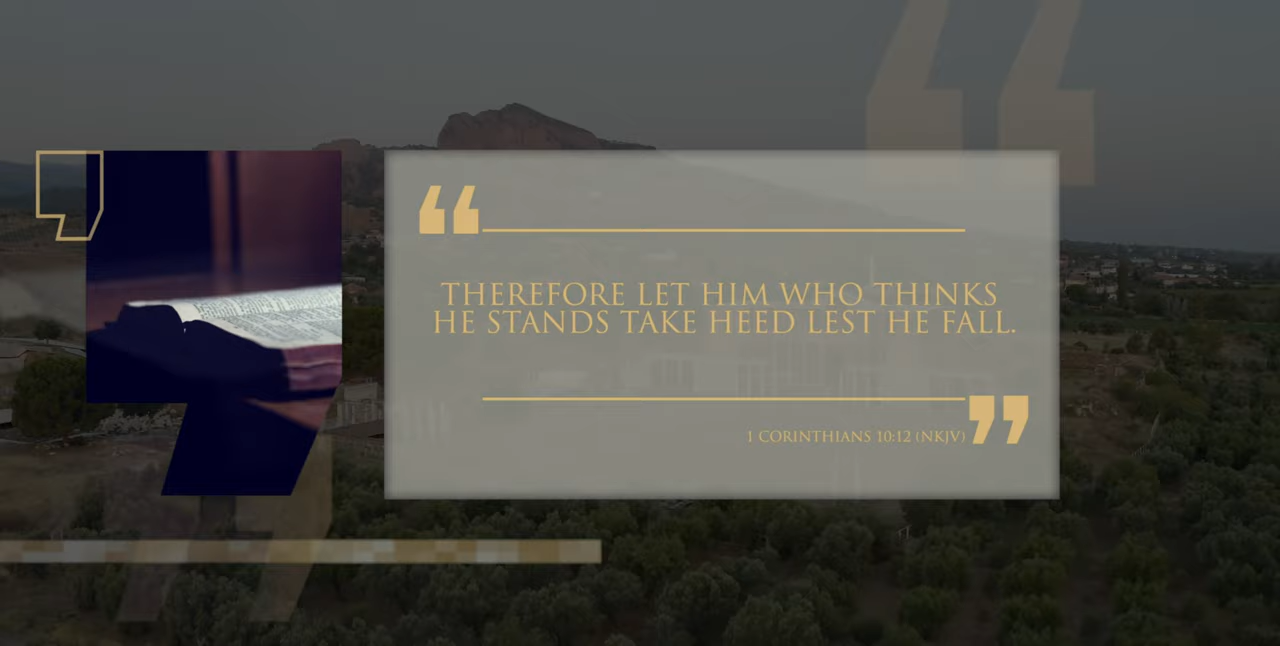 THEREFORE LET HIM WHO THINKS
HE STANDS TAKE HEED LEST HE FALL.
1 CORINTHIANS 10:12 (NKJV)